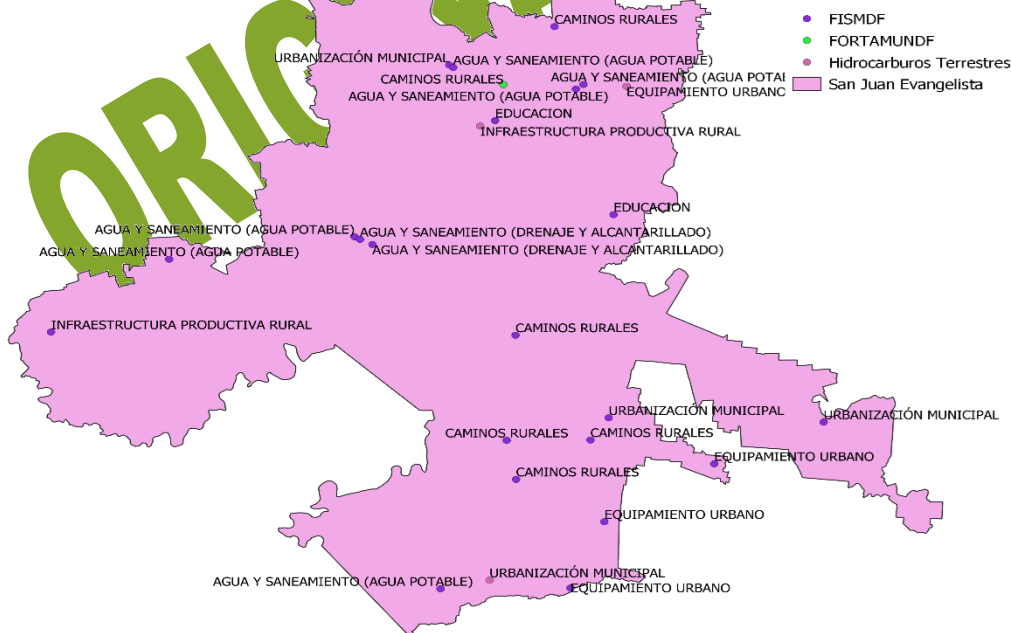 CAMINOS RURALES
FISMDF
FORTAMUNDF
Hidrocarburos Terrestres
San Juan Evangelista
URBANIZACIÓN MUNICIPAL
AGUA Y SANEAMIENTO (AGUA POTABLE)
CAMINOS RURALES
AGUA Y SANEAMIENTO (AGUA POTA
EQUIPAMIENTO URBANO
AGUA Y SANEAMIENTO (AGUA POTABLE)
EDUCACION
INFRAESTRUCTURA PRODUCTIVA RURAL
EDUCACION
AGUA Y SANEAMIENTO (AGUA POTABLE)
AGUA Y SANEAMIENTO (DRENAJE Y ALCANTARILLADO)
AGUA Y SANEAMIENTO (AGUA POTABLE)
AGUA Y SANEAMIENTO (DRENAJE Y ALCANTARILLADO)
INFRAESTRUCTURA PRODUCTIVA RURAL
CAMINOS RURALES
URBANIZACIÓN MUNICIPAL
URBANIZACIÓN MUNICIPAL
CAMINOS RURALES
CAMINOS RURALES
EQUIPAMIENTO URBANO
CAMINOS RURALES
EQUIPAMIENTO URBANO
URBANIZACIÓN MUNICIPAL
AGUA Y SANEAMIENTO (AGUA POTABLE)
EQUIPAMIENTO URBANO